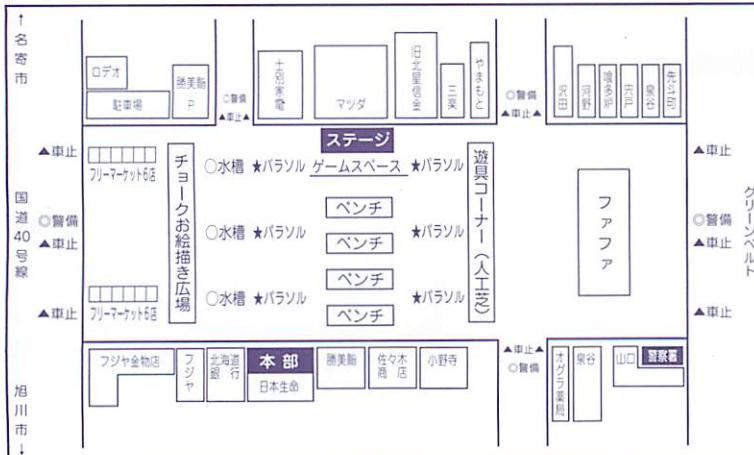 ↑名寄市
国道40号線
旭川市↓
ロデオ
駐車場
勝美鮨
P
◎警備
▲車止▲
士別家電
マツダ
旧北星信金
三楽
やまもと
◎警備
▲車止▲
沢田
河野
喰多炉
宍戸
泉谷
先斗町
▲車止
フリーマーケット6店
◎警備
▲車止
フリーマーケット6店
▲車止
チョークお絵描き広場
ステージ
○水槽 ★パラソル ゲームスペース ★パラソル
ベンチ
○水槽 ★パラソル ベンチ ★パラソル
ベンチ
○水槽 ★パラソル ベンチ ★パラソル
遊具コーナー（人工芝）
ファファ
▲車止
◎警備
▲車止
▲車止
グリーンベルト
フジヤ金物店
フジヤ
北海道銀行
本部
日本生命
勝美鮨
佐々木商店
小野寺
▲車止▲
◎警備
オグラ薬局
泉谷
山口
警察署